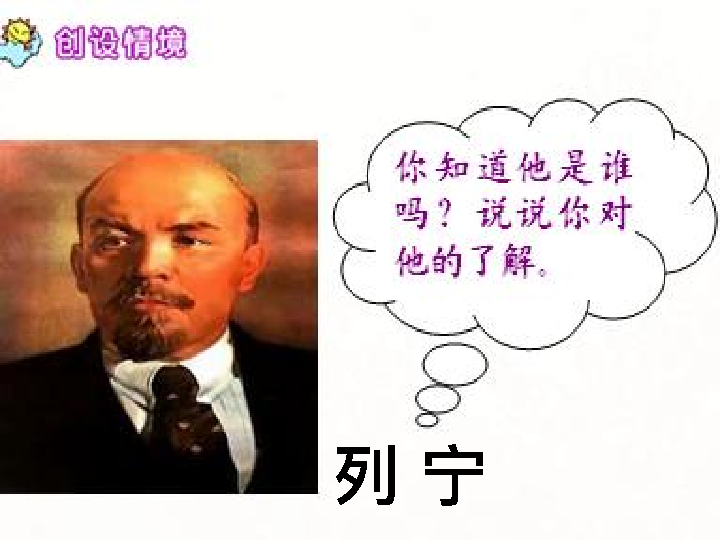 创设情境
你知道他是谁
吗？说说你对
他的了解。
列宁